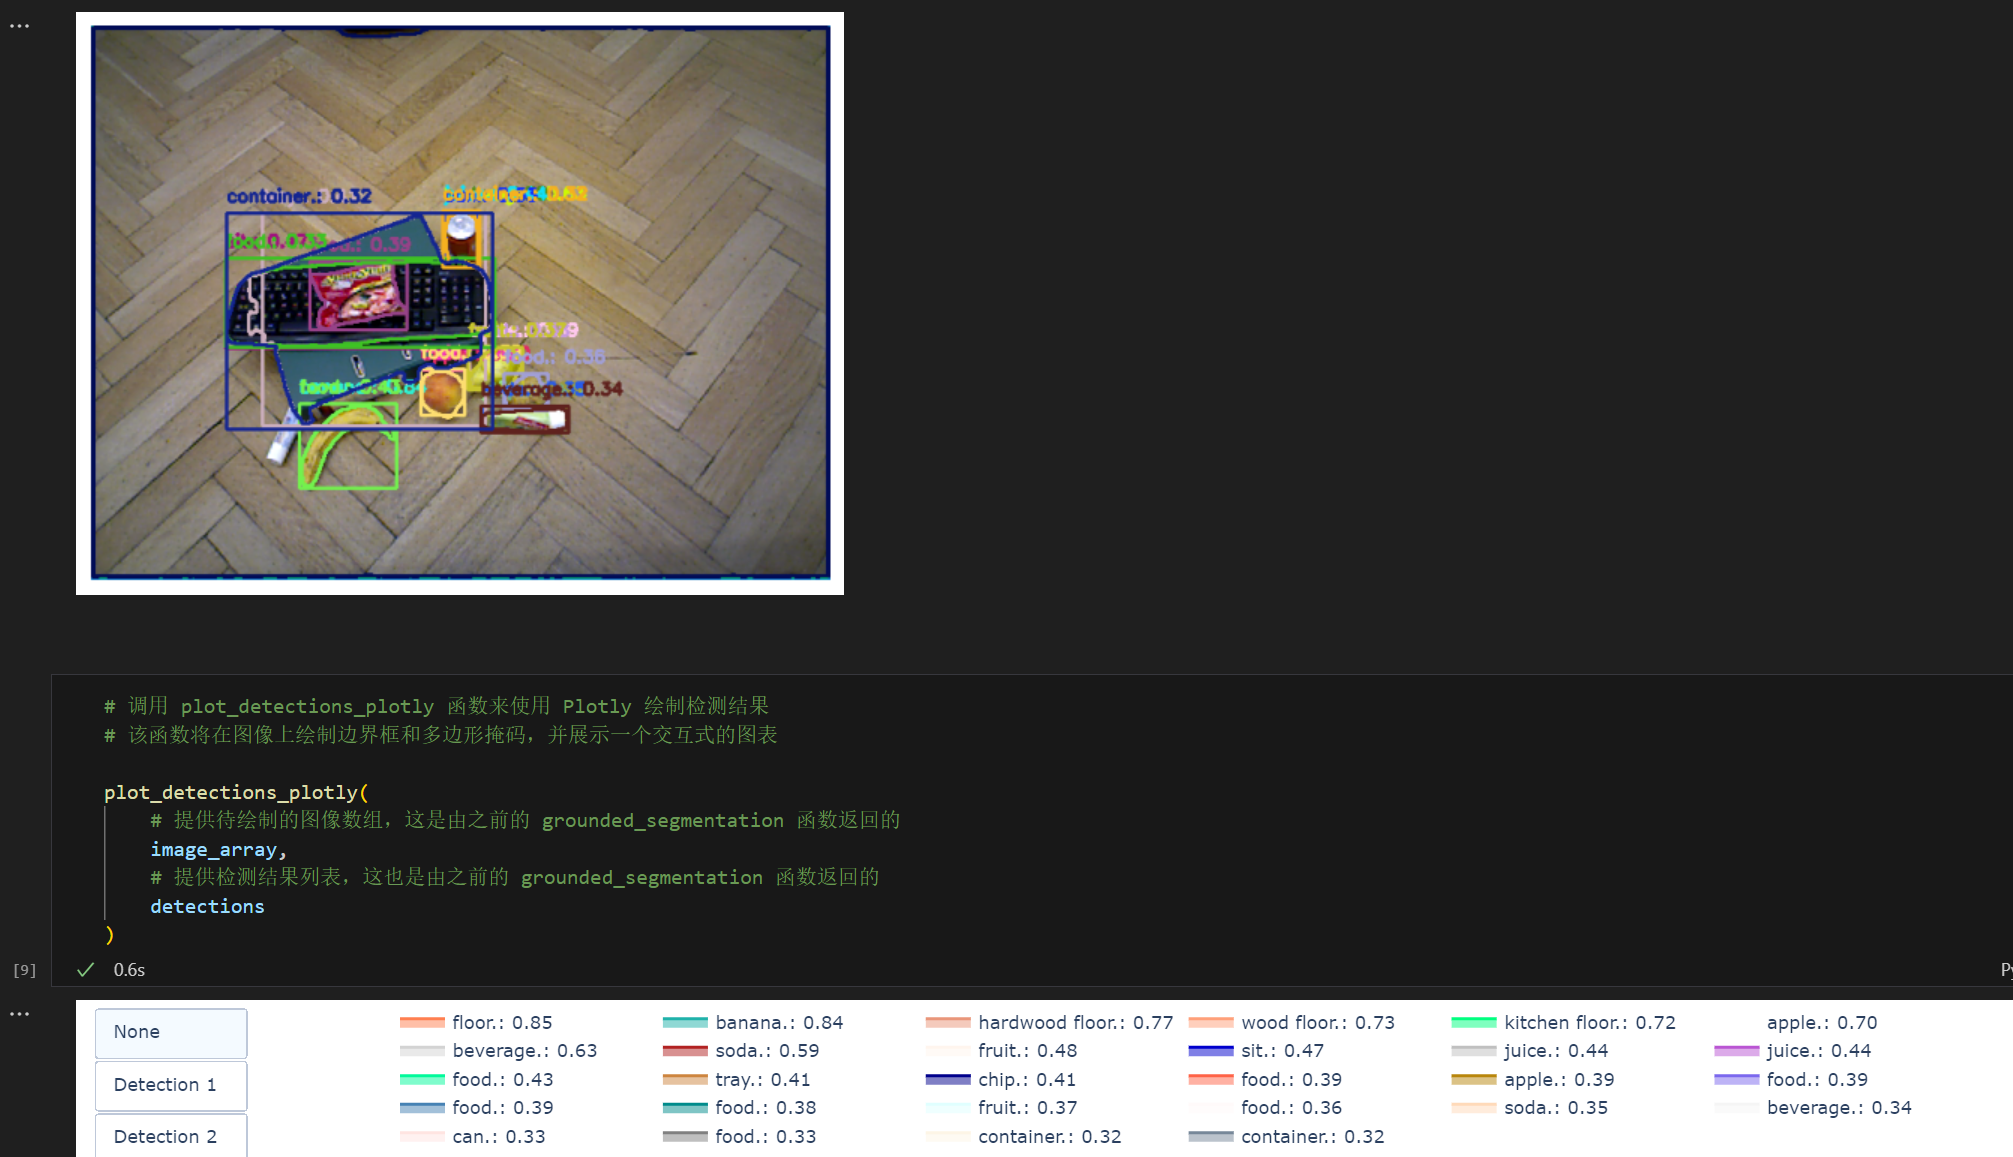 container.: 0.32
food.: 0.36
beverage.: 0.34
# 调用 plot_detections_plotly 函数来使用 Plotly 绘制检测结果
# 该函数将在图像上绘制边界框和多边形掩码，并展示一个交互式的图表
plot_detections_plotly(
# 提供待绘制的图像数组，这是由之前的 grounded_segmentation 函数返回的
image_array,
# 提供检测结果列表，这也是由之前的 grounded_segmentation 函数返回的
detections
)
[9] 0.6s
None
Detection 1
Detection 2
floor.: 0.85 banana.: 0.84 hardwood floor.: 0.77 wood floor.: 0.73 kitchen floor.: 0.72 apple.: 0.70
beverage.: 0.63 soda.: 0.59 fruit.: 0.48 sit.: 0.47 juice.: 0.44 juice.: 0.44
food.: 0.43 tray.: 0.41 chip.: 0.41 food.: 0.39 apple.: 0.39 food.: 0.39
food.: 0.39 food.: 0.38 fruit.: 0.37 food.: 0.36 soda.: 0.35 beverage.: 0.34
can.: 0.33 food.: 0.33 container.: 0.32 container.: 0.32